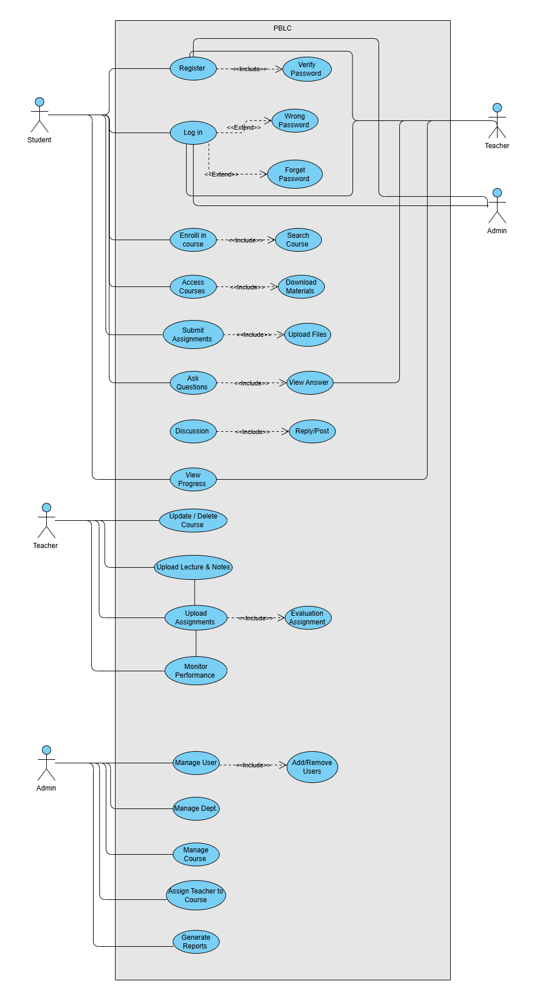 PBLC
Register
<<Include>>
Verify
Password
Student
Log in
<<Extend>>
Wrong
Password
Teacher
<<Extend>>
Forget
Password
Admin
Enrolll in
course
<<Include>>
Search
Course
Access
Courses
<<Include>>
Download
Materials
Submit
Assignments
<<Include>>
Upload Files
Ask
Questions
<<Include>>
View Answer
Discussion
<<Include>>
Reply/Post
View
Progress
Teacher
Update / Delete
Course
Upload Lecture & Notes
Upload
Assignments
<<Include>>
Evaluation
Assignment
Monitor
Performance
Admin
Manage User
<<Include>>
Add/Remove
Users
Manage Dept.
Manage
Course
Assign Teacher to
Course
Generate
Reports